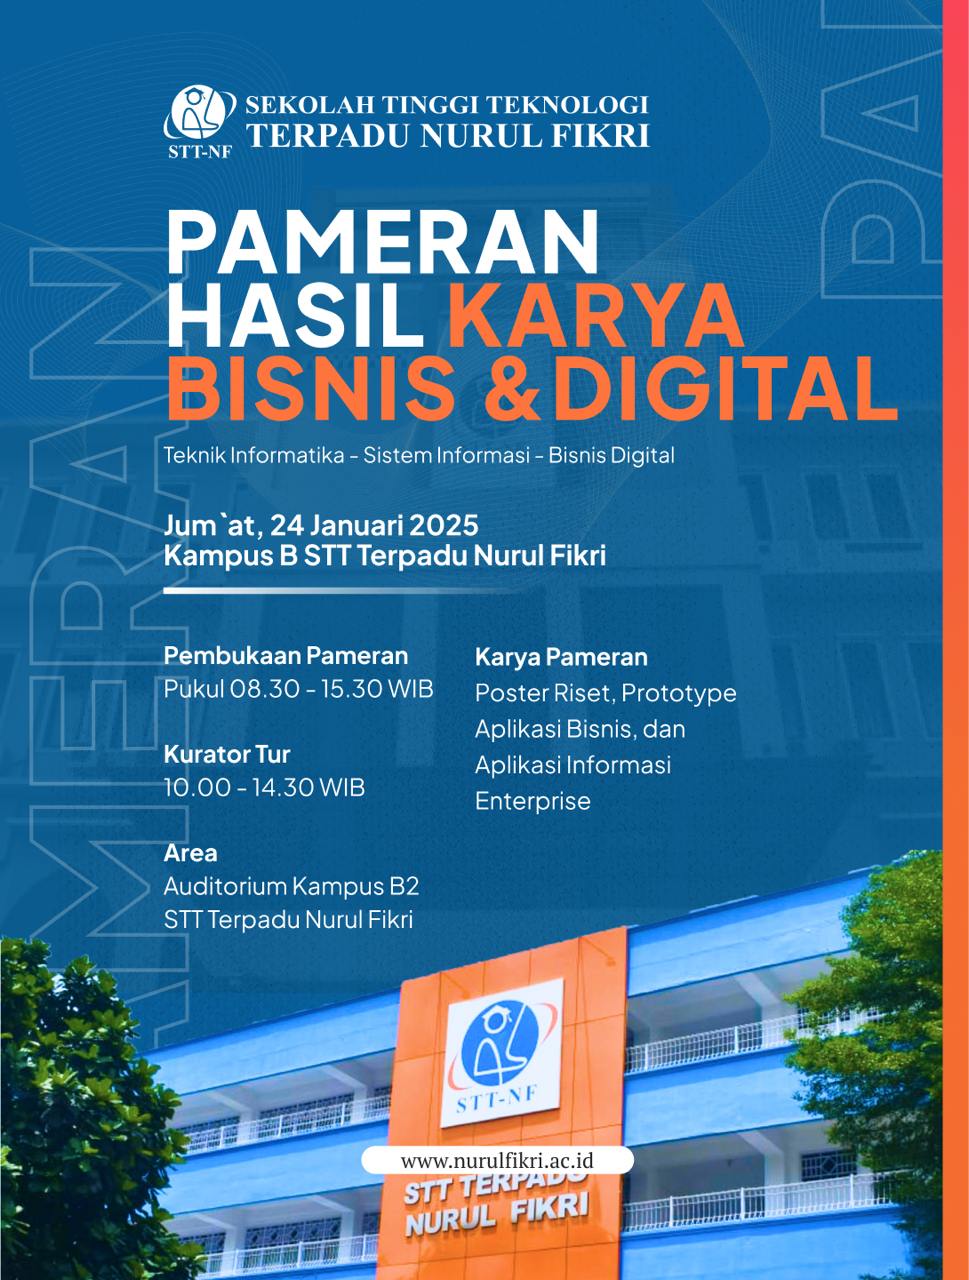 SEKOLAH TINGGI TEKNOLOGI
TERPADU NURUL FIKRI
STT-NF
PAMERAN
HASIL KARYA
BISNIS & DIGITAL
Teknik Informatika - Sistem Informasi - Bisnis Digital
Jum`at, 24 Januari 2025
Kampus B STT Terpadu Nurul Fikri
Pembukaan Pameran
Pukul 08.30 - 15.30 WIB
Kurator Tur
10.00 - 14.30 WIB
Area
Auditorium Kampus B2
STT Terpadu Nurul Fikri
Karya Pameran
Poster Riset, Prototype
Aplikasi Bisnis, dan
Aplikasi Informasi
Enterprise
PAMERAN
PA
STT-NF
www.nurulfikri.ac.id
STT TERPADU
NURUL FIKRI